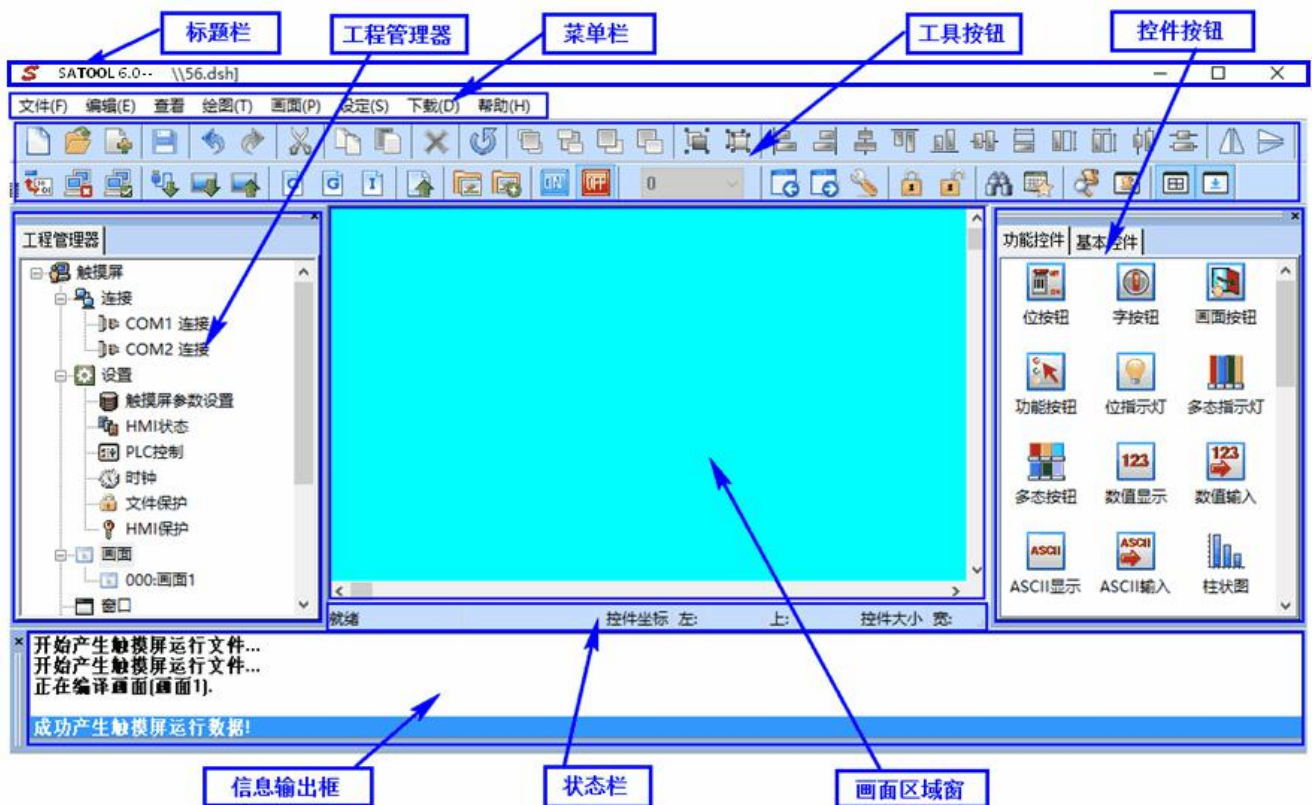 标题栏
工程管理器
菜单栏
工具按钮
控件按钮
SATOOL 6.0-- \\56.dsh]
文件(F) 编辑(E) 查看 绘图(T) 画面(P) 设定(S) 下载(D) 帮助(H)
C G I ON OFF 0
工程管理器
触摸屏
连接
COM1 连接
COM2 连接
设置
触摸屏参数设置
HMI状态
PLC控制
时钟
文件保护
HMI保护
画面
000:画面1
窗口
功能控件 基本控件
位按钮 字按钮 画面按钮
功能按钮 位指示灯 多态指示灯
123 123
多态按钮 数值显示 数值输入
ASCII ASCII
ASCII显示 ASCII输入 柱状图
就绪 控件坐标 左: 上: 控件大小 宽:
开始产生触摸屏运行文件...
开始产生触摸屏运行文件...
正在编译画面(画面1).
成功产生触摸屏运行数据!
信息输出框
状态栏
画面区域窗